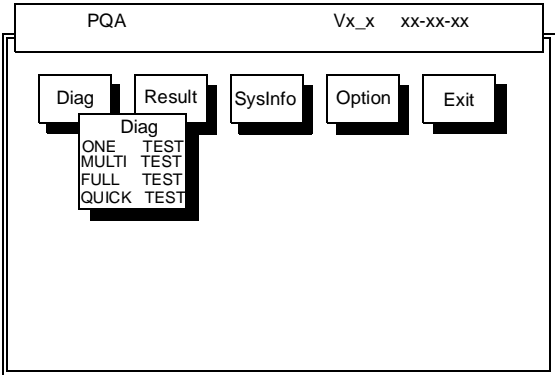 PQA Vx_x xx-xx-xx
Diag Result SysInfo Option Exit
Diag
ONE TEST
MULTI TEST
FULL TEST
QUICK TEST